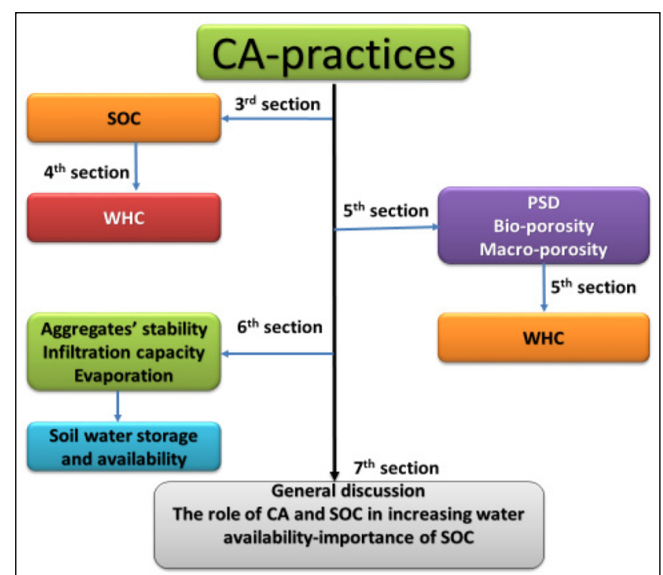 CA-practices
3rd section
SOC
4th section
WHC
5th section
PSD
Bio-porosity
Macro-porosity
5th section
WHC
6th section
Aggregates' stability
Infiltration capacity
Evaporation
Soil water storage
and availability
7th section
General discussion
The role of CA and SOC in increasing water
availability-importance of SOC